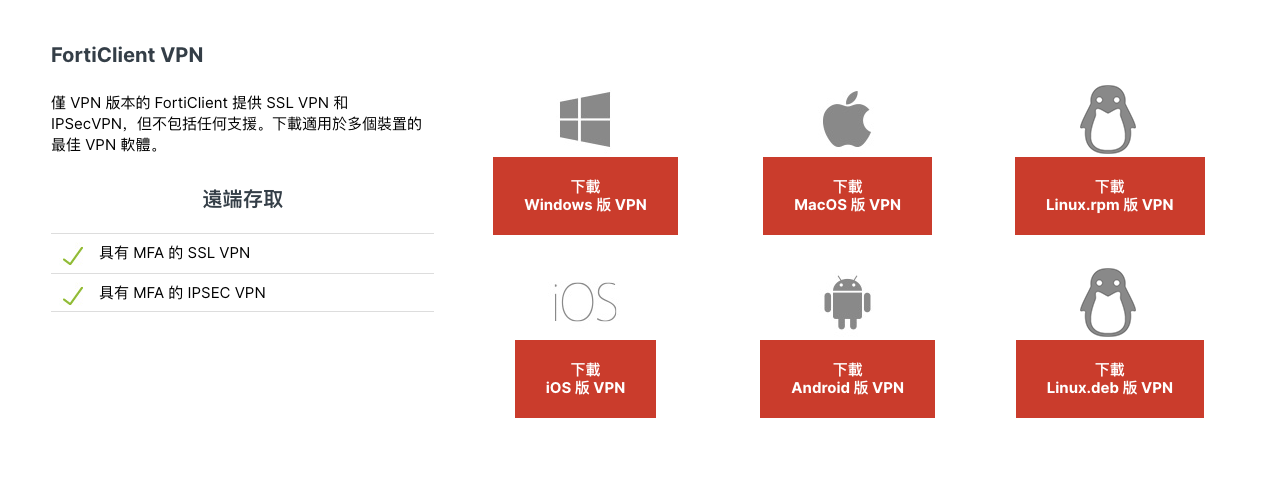 FortiClient VPN
僅 VPN 版本的 FortiClient 提供 SSL VPN 和
IPSecVPN，但不包括任何支援。下載適用於多個裝置的
最佳 VPN 軟體。
遠端存取
具有 MFA 的 SSL VPN
具有 MFA 的 IPSEC VPN
下載
Windows 版 VPN
下載
MacOS 版 VPN
下載
Linux.rpm 版 VPN
iOS
下載
iOS 版 VPN
下載
Android 版 VPN
下載
Linux.deb 版 VPN